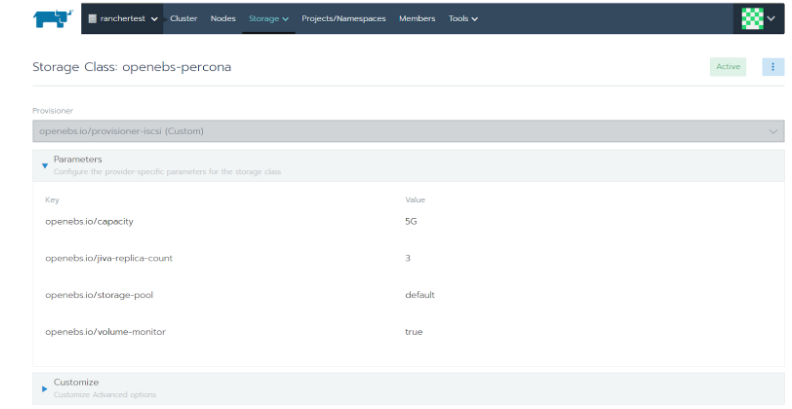 ranchertest Cluster Nodes Storage Projects/Namespaces Members Tools
Storage Class: openebs-percona Active
Provisioner
openebs.io/provisioner-iscsi (Custom)
Parameters
Configure the provider-specific parameters for the storage class
Key Value
openebs.io/capacity 5G
openebs.io/jiva-replica-count 3
openebs.io/storage-pool default
openebs.io/volume-monitor true
Customize
Customize Advanced options